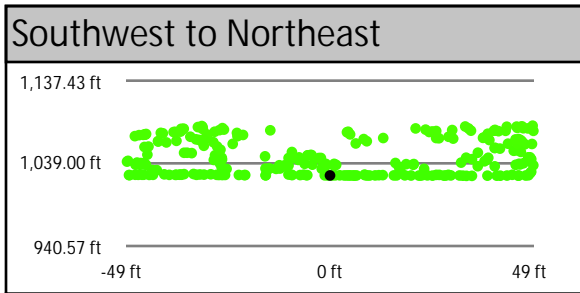 Southwest to Northeast
1,137.43 ft
1,039.00 ft
940.57 ft
-49 ft 0 ft 49 ft